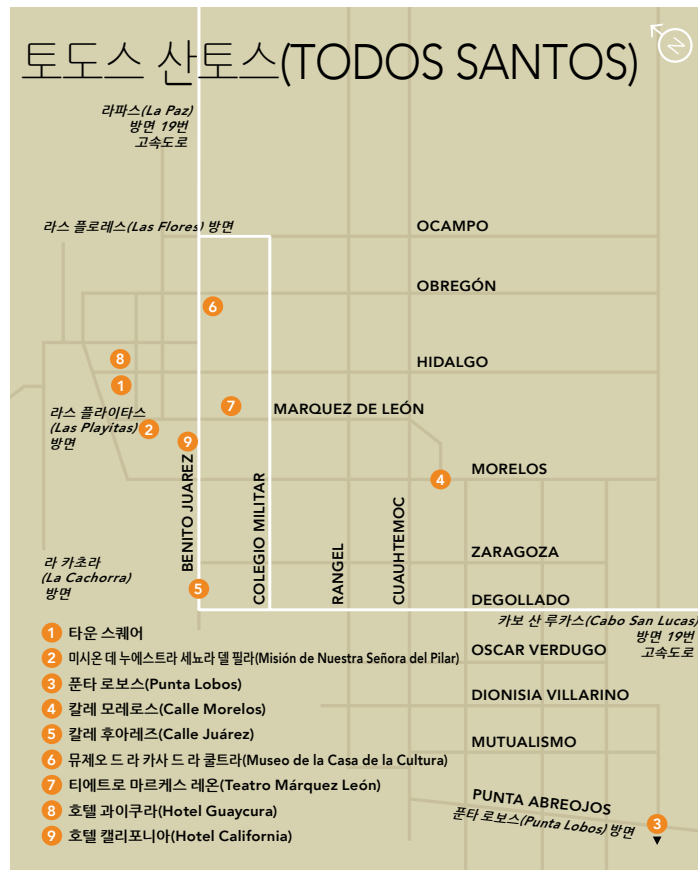 토도스 산토스(TODOS SANTOS)
N
라파스(La Paz)
방면 19번
고속도로
라스 플로레스(Las Flores) 방면
OCAMPO
OBREGÓN
6
8
HIDALGO
1
7
MARQUEZ DE LEÓN
라스 플라이타스
(Las Playitas)
방면
2
9
MORELOS
4
BENITO JUAREZ
COLEGIO MILITAR
RANGEL
CUAUHTEMOC
ZARAGOZA
라 카초라
(La Cachorra)
방면
5
DEGOLLADO
카보 산 루카스(Cabo San Lucas)
방면 19번
고속도로
OSCAR VERDUGO
DIONISIA VILLARINO
MUTUALISMO
PUNTA ABREOJOS
푼타 로보스(Punta Lobos) 방면
3
1 타운 스퀘어
2 미시온 데 누에스트라 세뇨라 델 필라(Misión de Nuestra Señora del Pilar)
3 푼타 로보스(Punta Lobos)
4 칼레 모레로스(Calle Morelos)
5 칼레 후아레즈(Calle Juárez)
6 뮤제오 드 라 카사 드 라 쿨트라(Museo de la Casa de la Cultura)
7 티에트로 마르케스 레온(Teatro Márquez León)
8 호텔 과이쿠라(Hotel Guaycura)
9 호텔 캘리포니아(Hotel California)